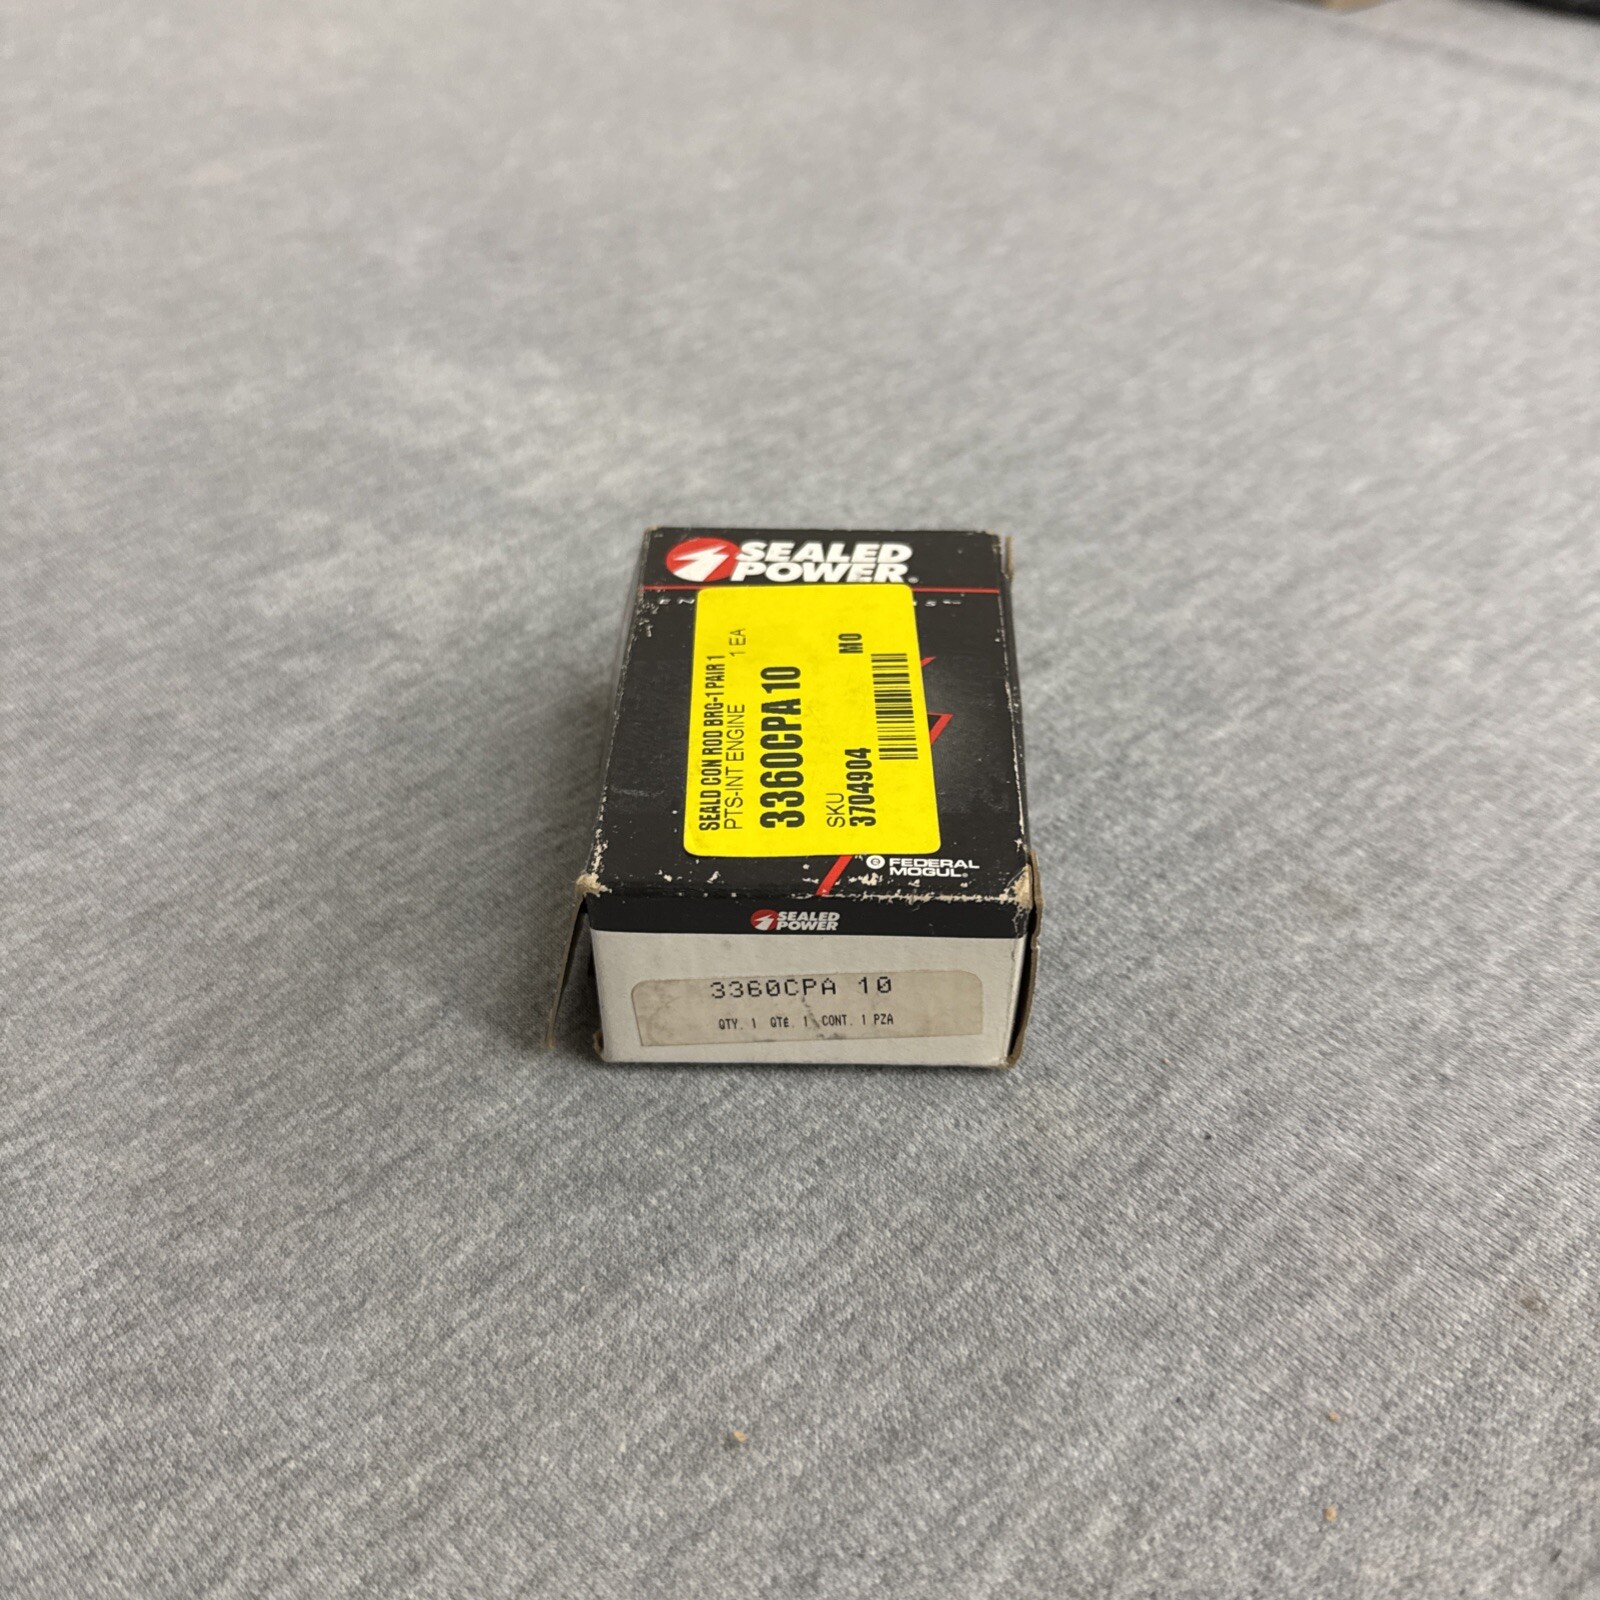 SEALED
POWER®
SEALD CON ROD BRG-1 PAIR 1
PTS-INT ENGINE 1 EA
3360CPA 10
SKU M0
3704904
FEDERAL
MOGUL®
SEALED
POWER
3360CPA 10
QTY. 1 QTÉ. 1 CONT. 1 PZA